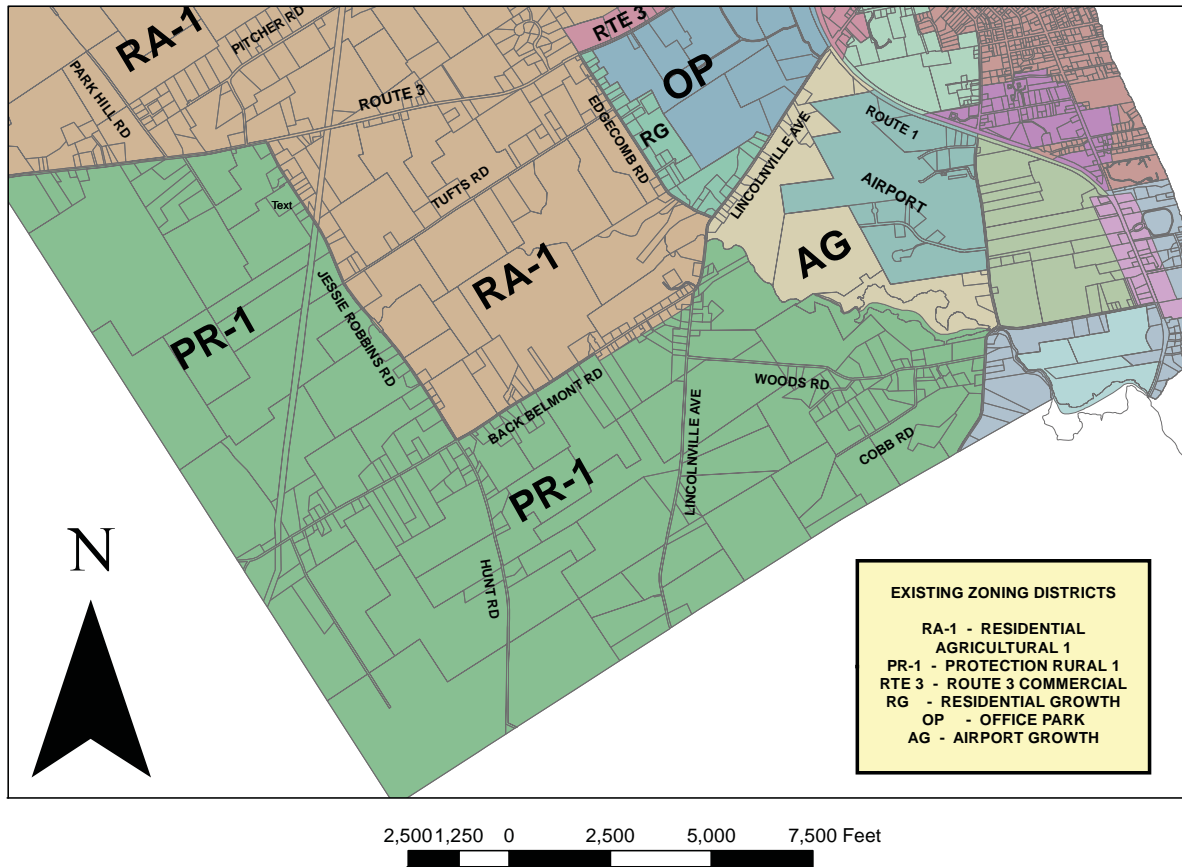 RTE 3
RA-1
PITCHER RD
OP
PARK HILL RD
ROUTE 3
EDGECOMB RD
RG
LINCOLNVILLE AVE
ROUTE 1
TUFTS RD
AIRPORT
Text
AG
RA-1
JESSIE ROBBINS RD
PR-1
WOODS RD
BACK BELMONT RD
LINCOLNVILLE AVE
COBB RD
PR-1
HUNT RD
N
EXISTING ZONING DISTRICTS
RA-1 - RESIDENTIAL
AGRICULTURAL 1
PR-1 - PROTECTION RURAL 1
RTE 3 - ROUTE 3 COMMERCIAL
RG - RESIDENTIAL GROWTH
OP - OFFICE PARK
AG - AIRPORT GROWTH
2,500 1,250 0 2,500 5,000 7,500 Feet